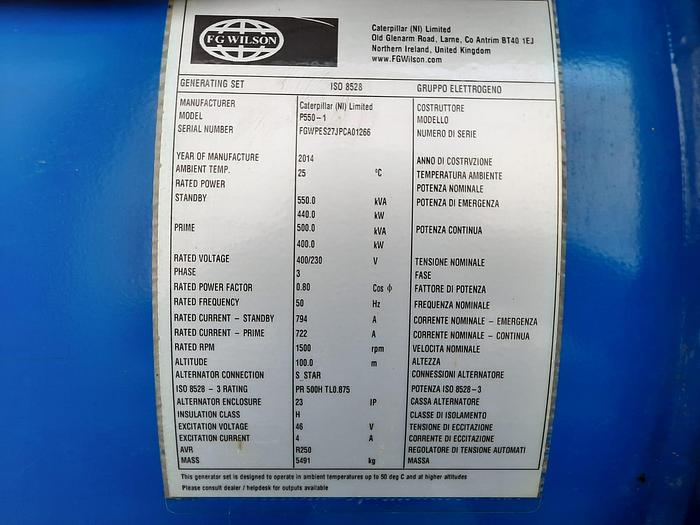 FG WILSON
Caterpillar (NI) Limited
Old Glenarm Road, Larne, Co Antrim BT40 1EJ
Northern Ireland, United Kingdom
www.FGWilson.com
GENERATING SET ISO 8528 GRUPPO ELETTROGENO
MANUFACTURER Caterpillar (NI) Limited COSTRUTTORE
MODEL P550-1 MODELLO
SERIAL NUMBER FGWPES27JPCA01266 NUMERO DI SERIE
YEAR OF MANUFACTURE 2014 ANNO DI COSTRVZIONE
AMBIENT TEMP. 25 °C TEMPERATURA AMBIENTE
RATED POWER POTENZA NOMINALE
STANDBY 550.0 kVA POTENZA DI EMERGENZA
440.0 kW
PRIME 500.0 kVA POTENZA CONTINUA
400.0 kW
RATED VOLTAGE 400/230 V TENSIONE NOMINALE
PHASE 3 FASE
RATED POWER FACTOR 0.80 Cos ϕ FATTORE DI POTENZA
RATED FREQUENCY 50 Hz FREQUENZA NOMINALE
RATED CURRENT - STANDBY 794 A CORRENTE NOMINALE - EMERGENZA
RATED CURRENT - PRIME 722 A CORRENTE NOMINALE - CONTINUA
RATED RPM 1500 rpm VELOCITA NOMINALE
ALTITUDE 100.0 m ALTEZZA
ALTERNATOR CONNECTION S_STAR CONNESSIONI ALTERNATORE
ISO 8528 - 3 RATING PR 500H TL0.875 POTENZA ISO 8528-3
ALTERNATOR ENCLOSURE 23 IP CASSA ALTERNATOR
INSULATION CLASS H CLASSE DI ISOLAMENTO
EXCITATION VOLTAGE 46 V TENSIONE DI ECCITAZIONE
EXCITATION CURRENT 4 A CORRENTE DI ECCITAZIONE
AVR R250 REGOLATORE DI TENSIONE AUTOMATI
MASS 5491 kg MASSA
This generator set is designed to operate in ambient temperatures up to 50 deg C and at higher altitudes
Please consult dealer / helpdesk for outputs available